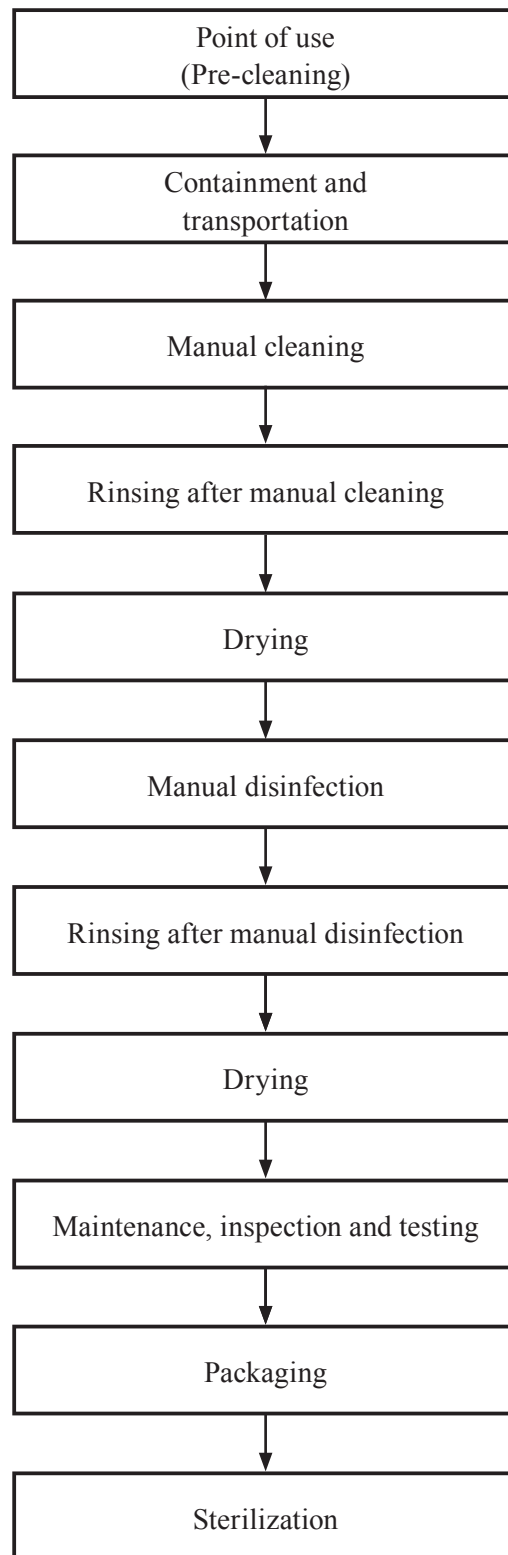 Point of use
(Pre-cleaning)
Containment and
transportation
Manual cleaning
Rinsing after manual cleaning
Drying
Manual disinfection
Rinsing after manual disinfection
Drying
Maintenance, inspection and testing
Packaging
Sterilization